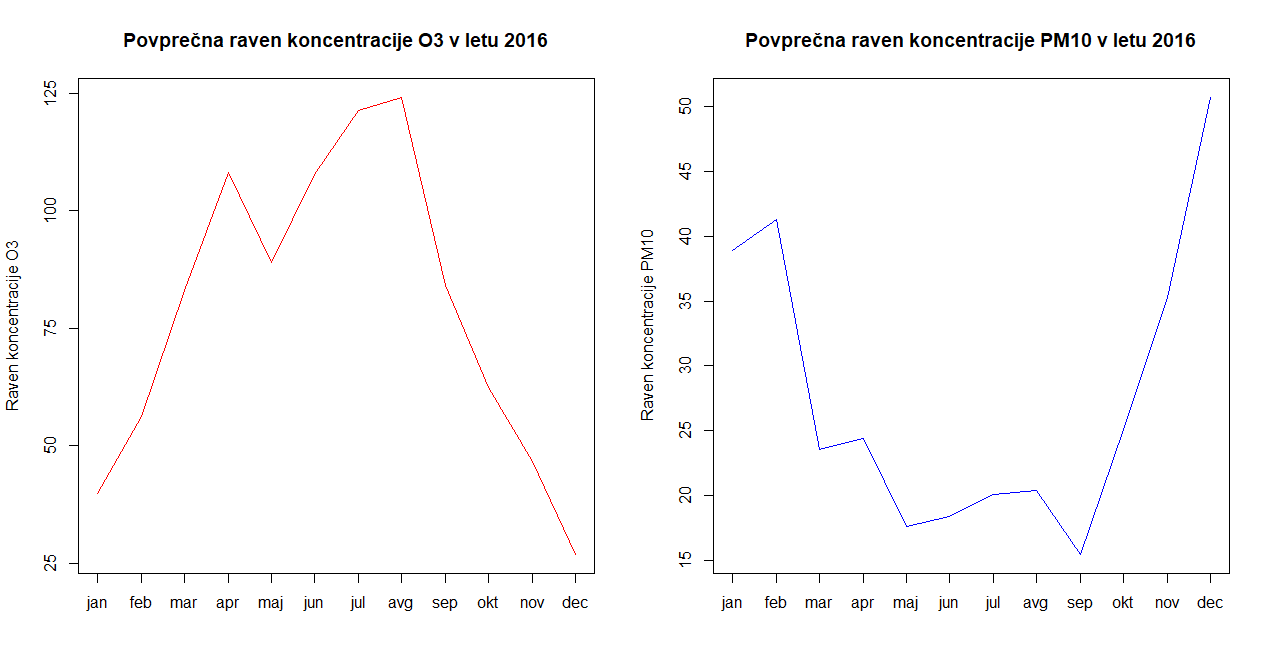 Povprečna raven koncentracije O3 v letu 2016
Raven koncentracije O3
125
100
75
50
25
jan feb mar apr maj jun jul avg sep okt nov dec
Povprečna raven koncentracije PM10 v letu 2016
Raven koncentracije PM10
50
45
40
35
30
25
20
15
jan feb mar apr maj jun jul avg sep okt nov dec